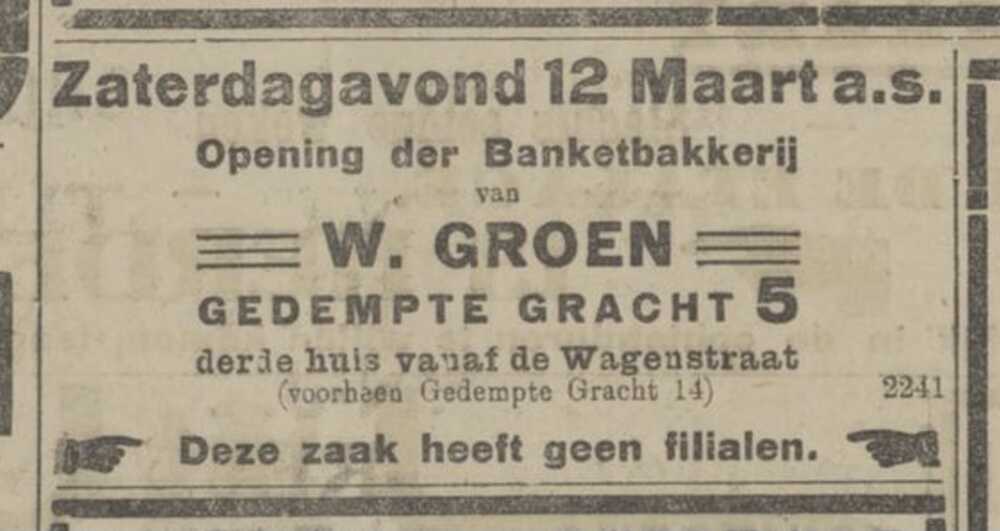 Zaterdagavond 12 Maart a.s.
Opening der Banketbakkerij
van
W. GROEN
GEDEMPTE GRACHT 5
derde huis vanaf de Wagenstraat
(voorheen Gedempte Gracht 14) 2241
Deze zaak heeft geen filialen.